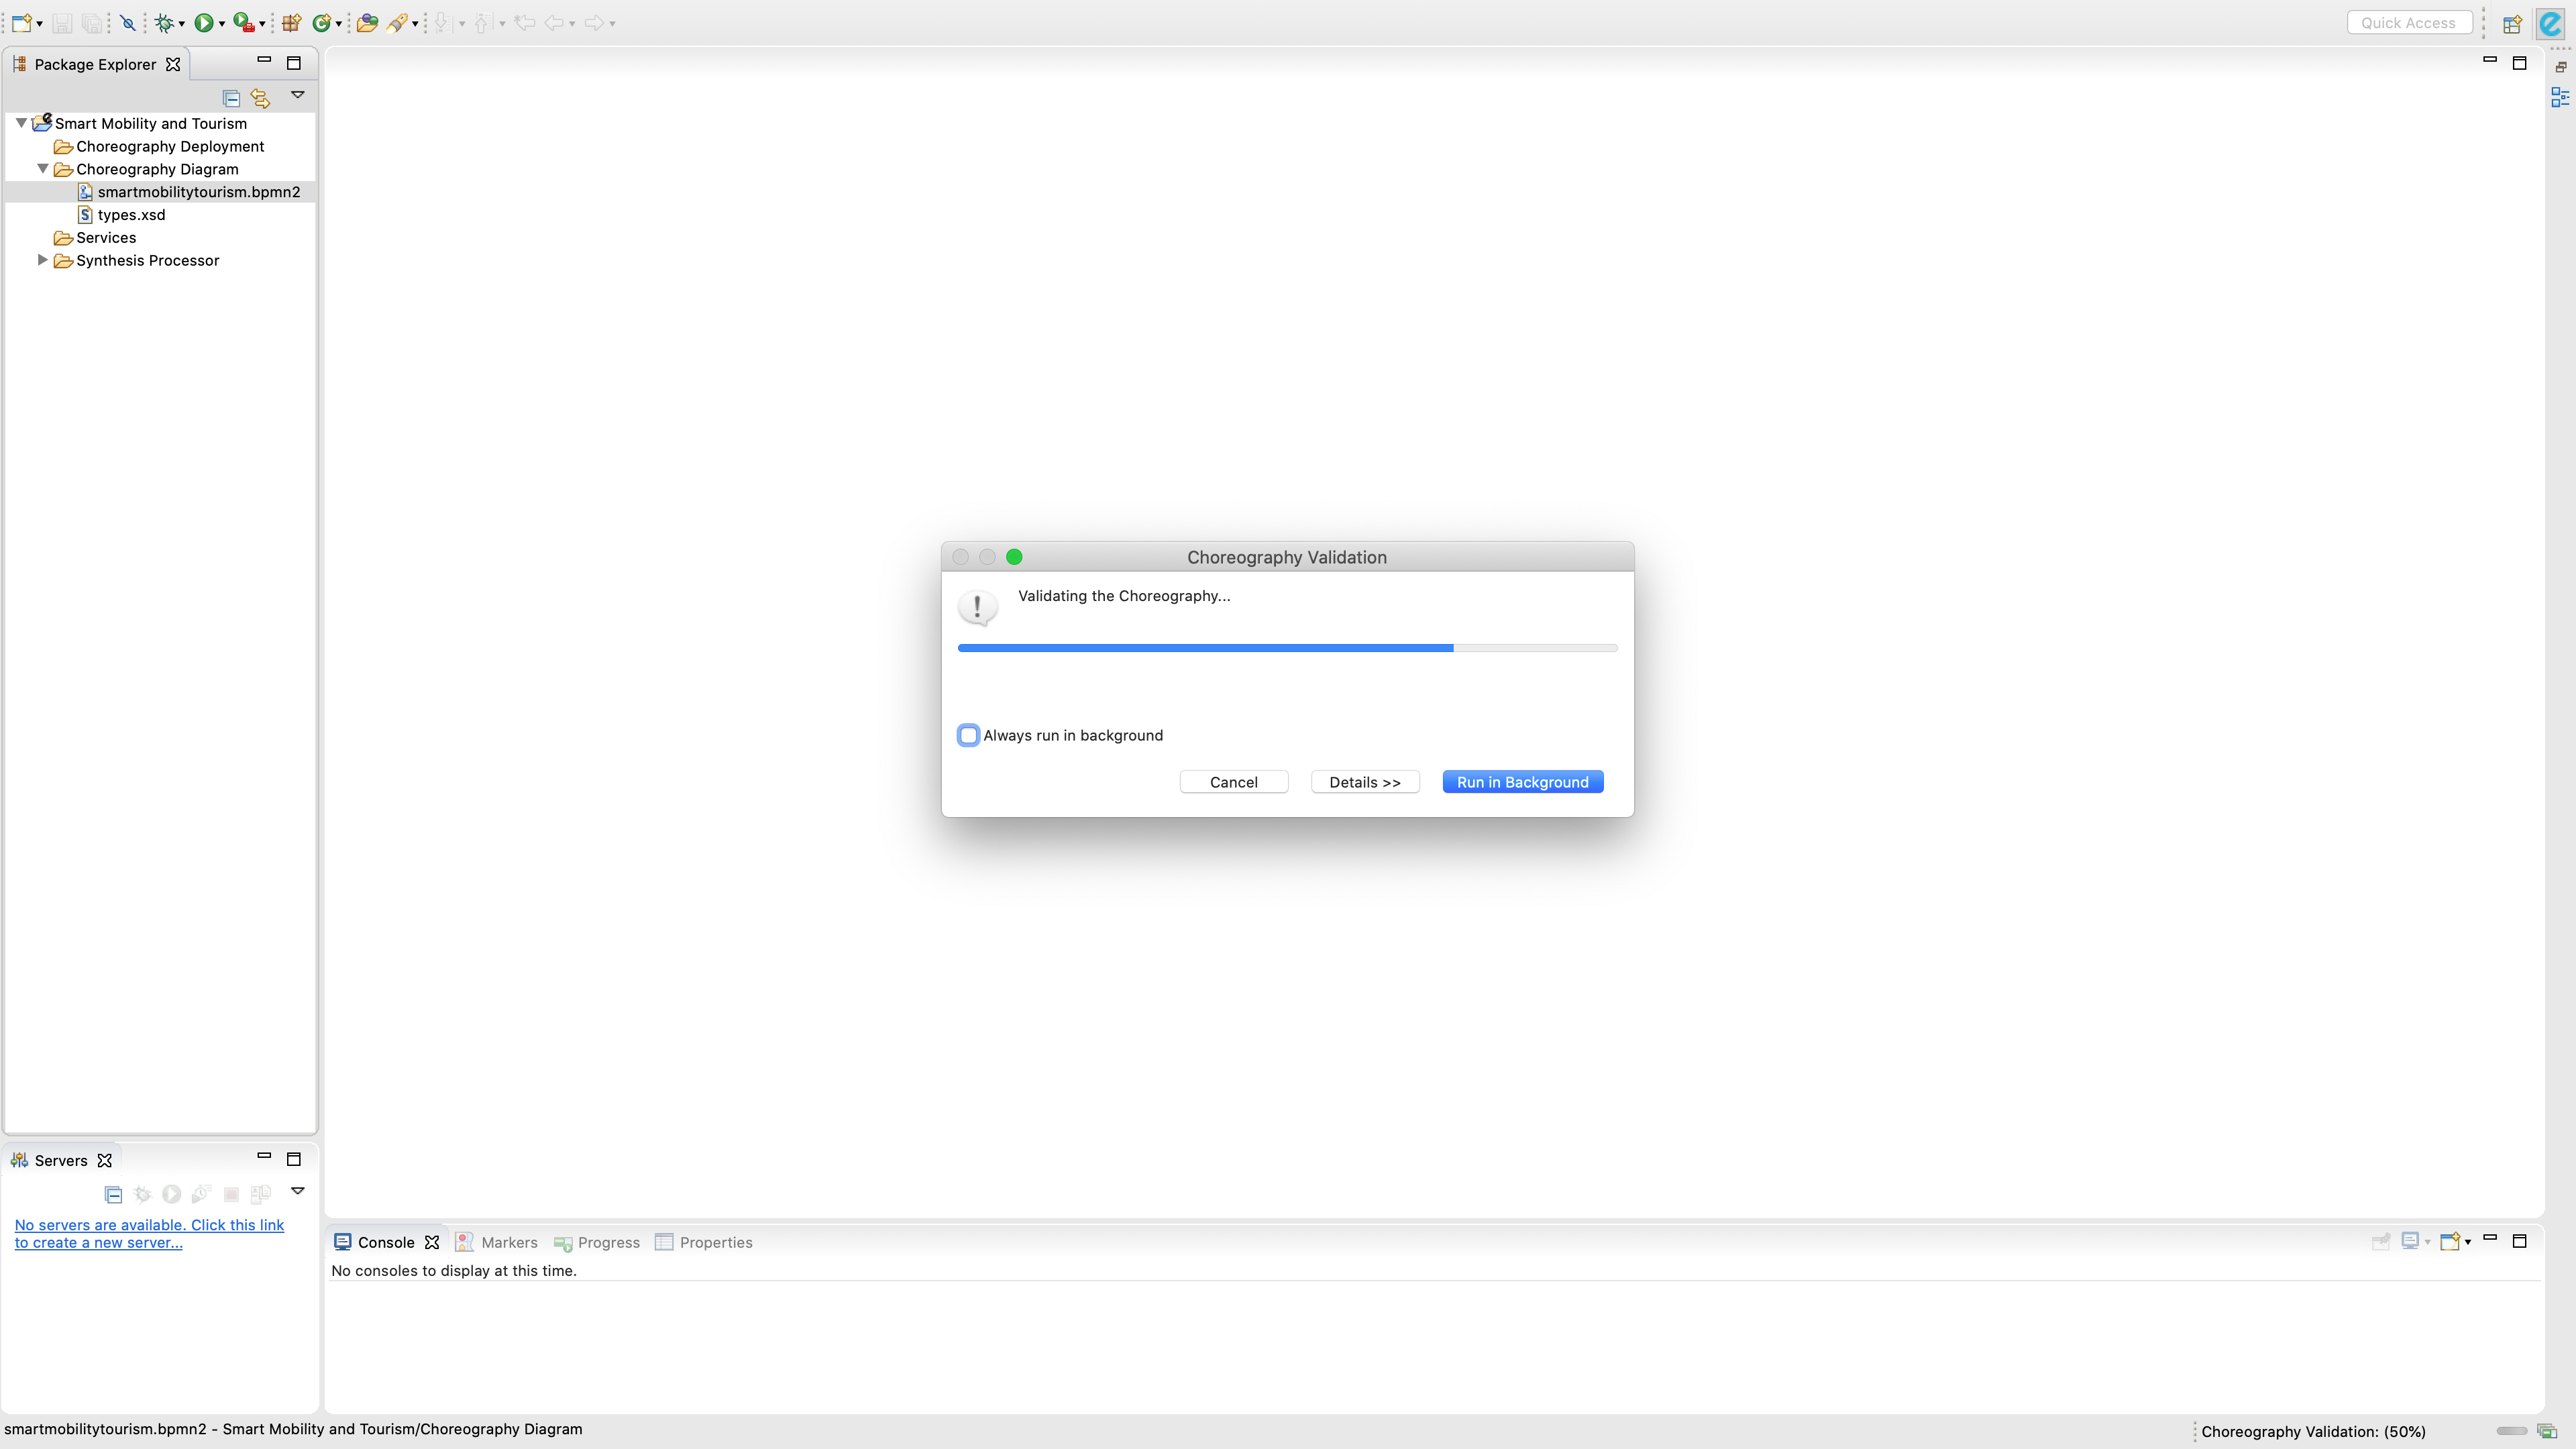 Quick Access
Package Explorer
Smart Mobility and Tourism
Choreography Deployment
Choreography Diagram
smartmobilitytourism.bpmn2
types.xsd
Services
Synthesis Processor
Choreography Validation
Validating the Choreography...
Always run in background
Cancel
Details >>
Run in Background
Servers
No servers are available. Click this link
to create a new server...
Console
Markers
Progress
Properties
No consoles to display at this time.
smartmobilitytourism.bpmn2 - Smart Mobility and Tourism/Choreography Diagram
Choreography Validation: (50%)